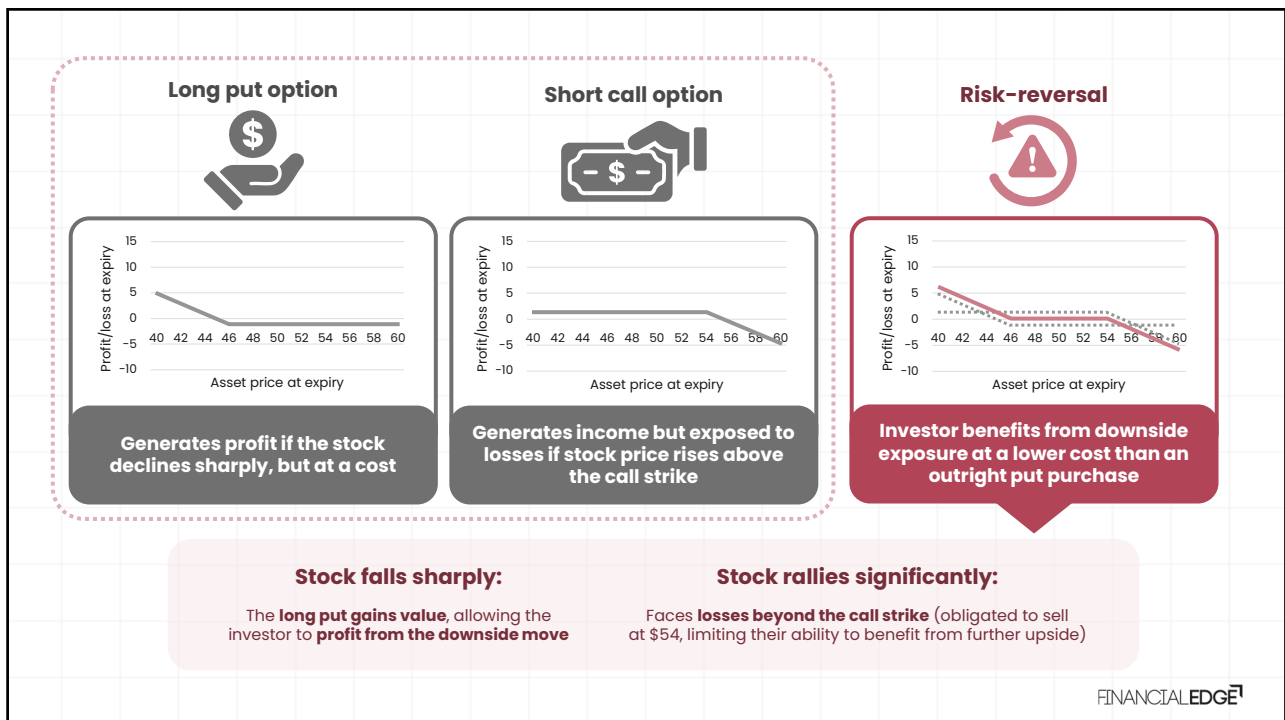 Long put option
$
Profit/loss at expiry
15
10
5
0
-5
-10
40 42 44 46 48 50 52 54 56 58 60
Asset price at expiry
Generates profit if the stock
declines sharply, but at a cost
Short call option
$
Profit/loss at expiry
15
10
5
0
-5
-10
40 42 44 46 48 50 52 54 56 58 60
Asset price at expiry
Generates income but exposed to
losses if stock price rises above
the call strike
Risk-reversal
!
Profit/loss at expiry
15
10
5
0
-5
-10
40 42 44 46 48 50 52 54 56 58 60
Asset price at expiry
Investor benefits from downside
exposure at a lower cost than an
outright put purchase
Stock falls sharply:
The long put gains value, allowing the
investor to profit from the downside move
Stock rallies significantly:
Faces losses beyond the call strike (obligated to sell
at $54, limiting their ability to benefit from further upside)
FINANCIALEDGE